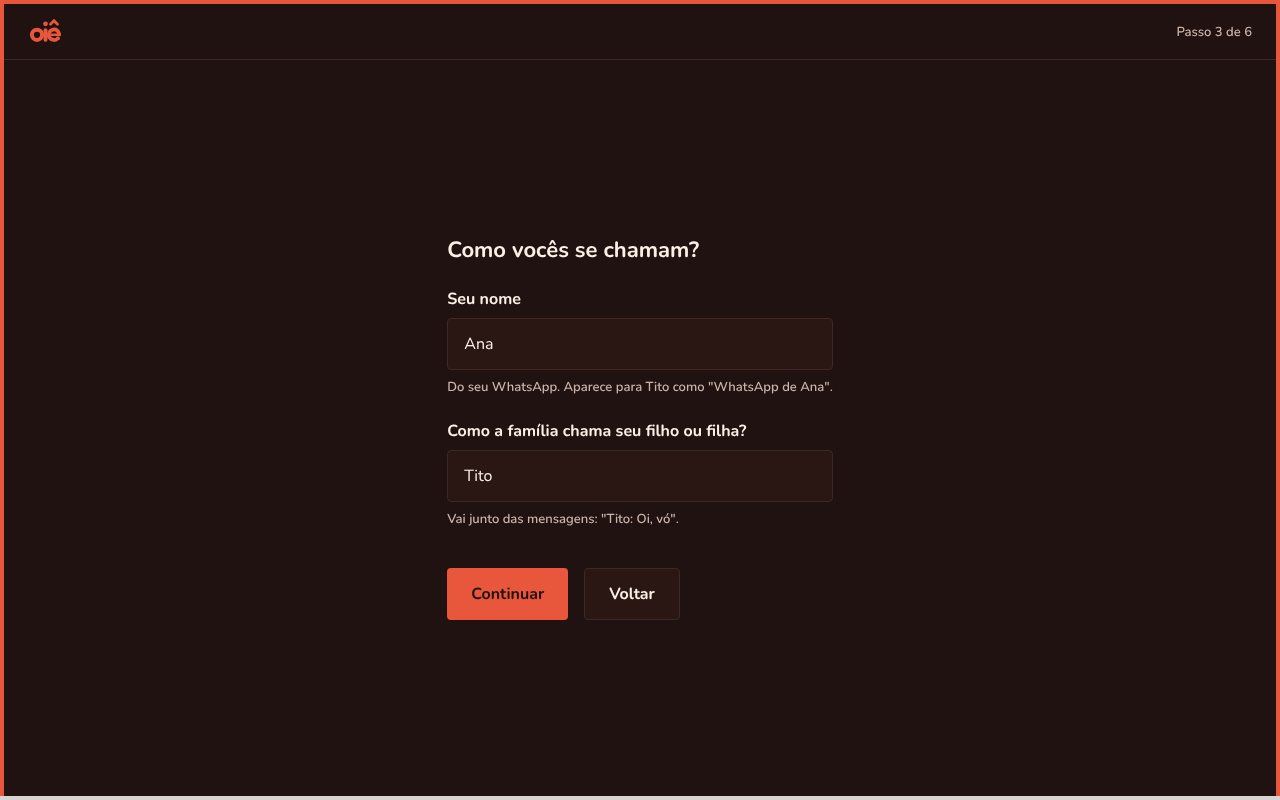 oiê
Passo 3 de 6
Como vocês se chamam?
Seu nome
Ana
Do seu WhatsApp. Aparece para Tito como "WhatsApp de Ana".
Como a família chama seu filho ou filha?
Tito
Vai junto das mensagens: "Tito: Oi, vó".
Continuar
Voltar